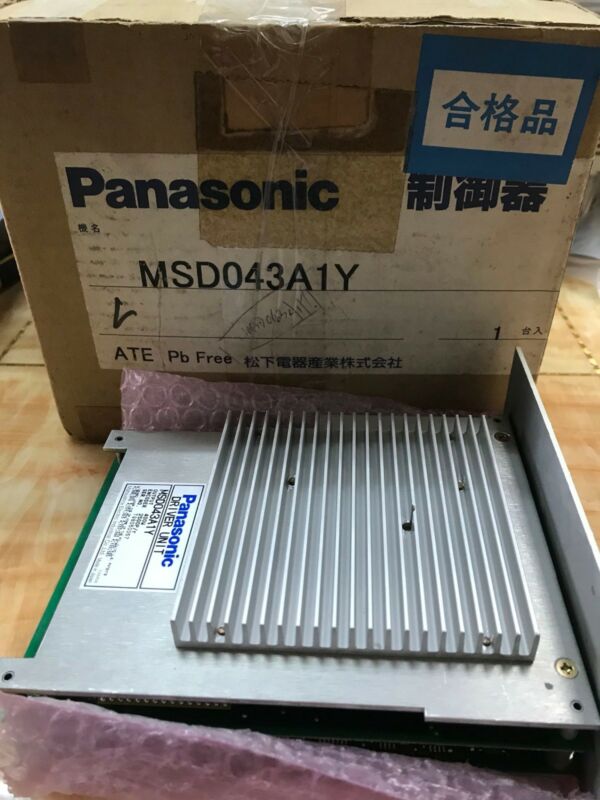 合格品
Panasonic 制御器
機名
MSD043A1Y
1 台入
ATE Pb Free 松下電器産業株式会社
Panasonic
DRIVER UNIT
MSD043A1Y